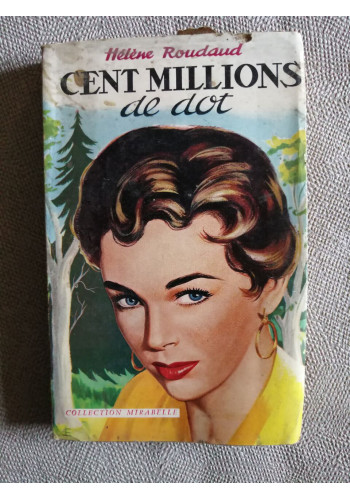 Hélène Roudaud
CENT MILLIONS
de dot
COLLECTION MIRABELLE